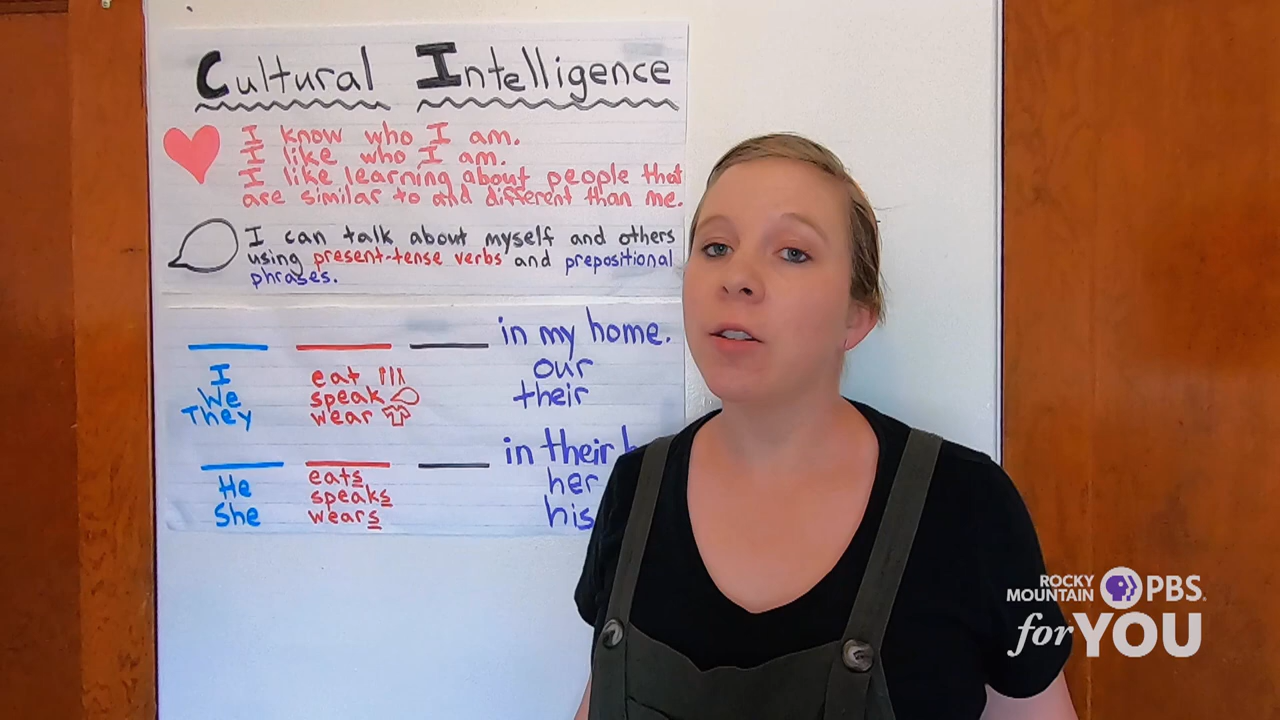 Cultural Intelligence
I know who I am.
I like who I am.
I like learning about people that
are similar to and different than me.
I can talk about myself and others
using present-tense verbs and prepositional
phrases.
in my home.
I eat our
We speak their
They wear
in their
He eats her
She speaks his
wears
ROCKY
MOUNTAIN PBS
for YOU